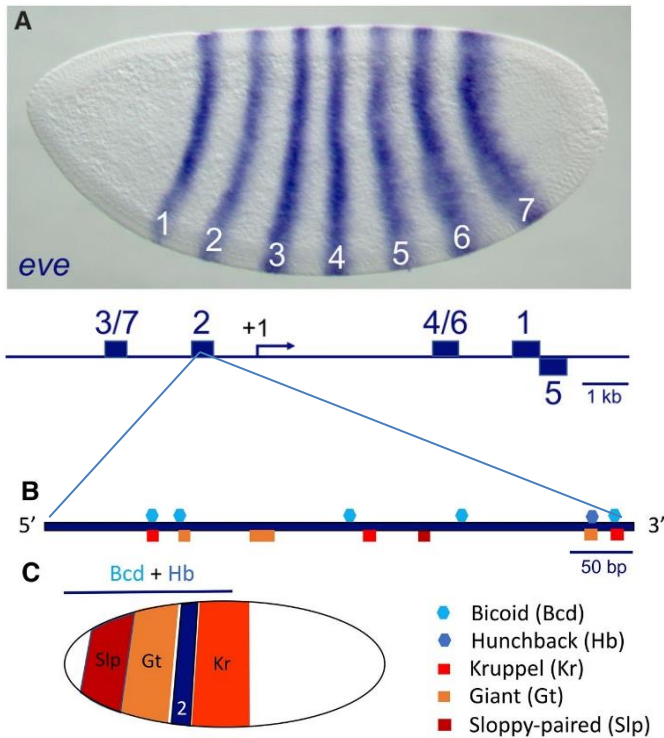 A
1 2 3 4 5 6 7
eve
3/7 2 +1 4/6 1
5
1 kb
B
5’ 3’
50 bp
C
Bcd + Hb
Slp Gt 2 Kr
Bicoid (Bcd)
Hunchback (Hb)
Kruppel (Kr)
Giant (Gt)
Sloppy-paired (Slp)